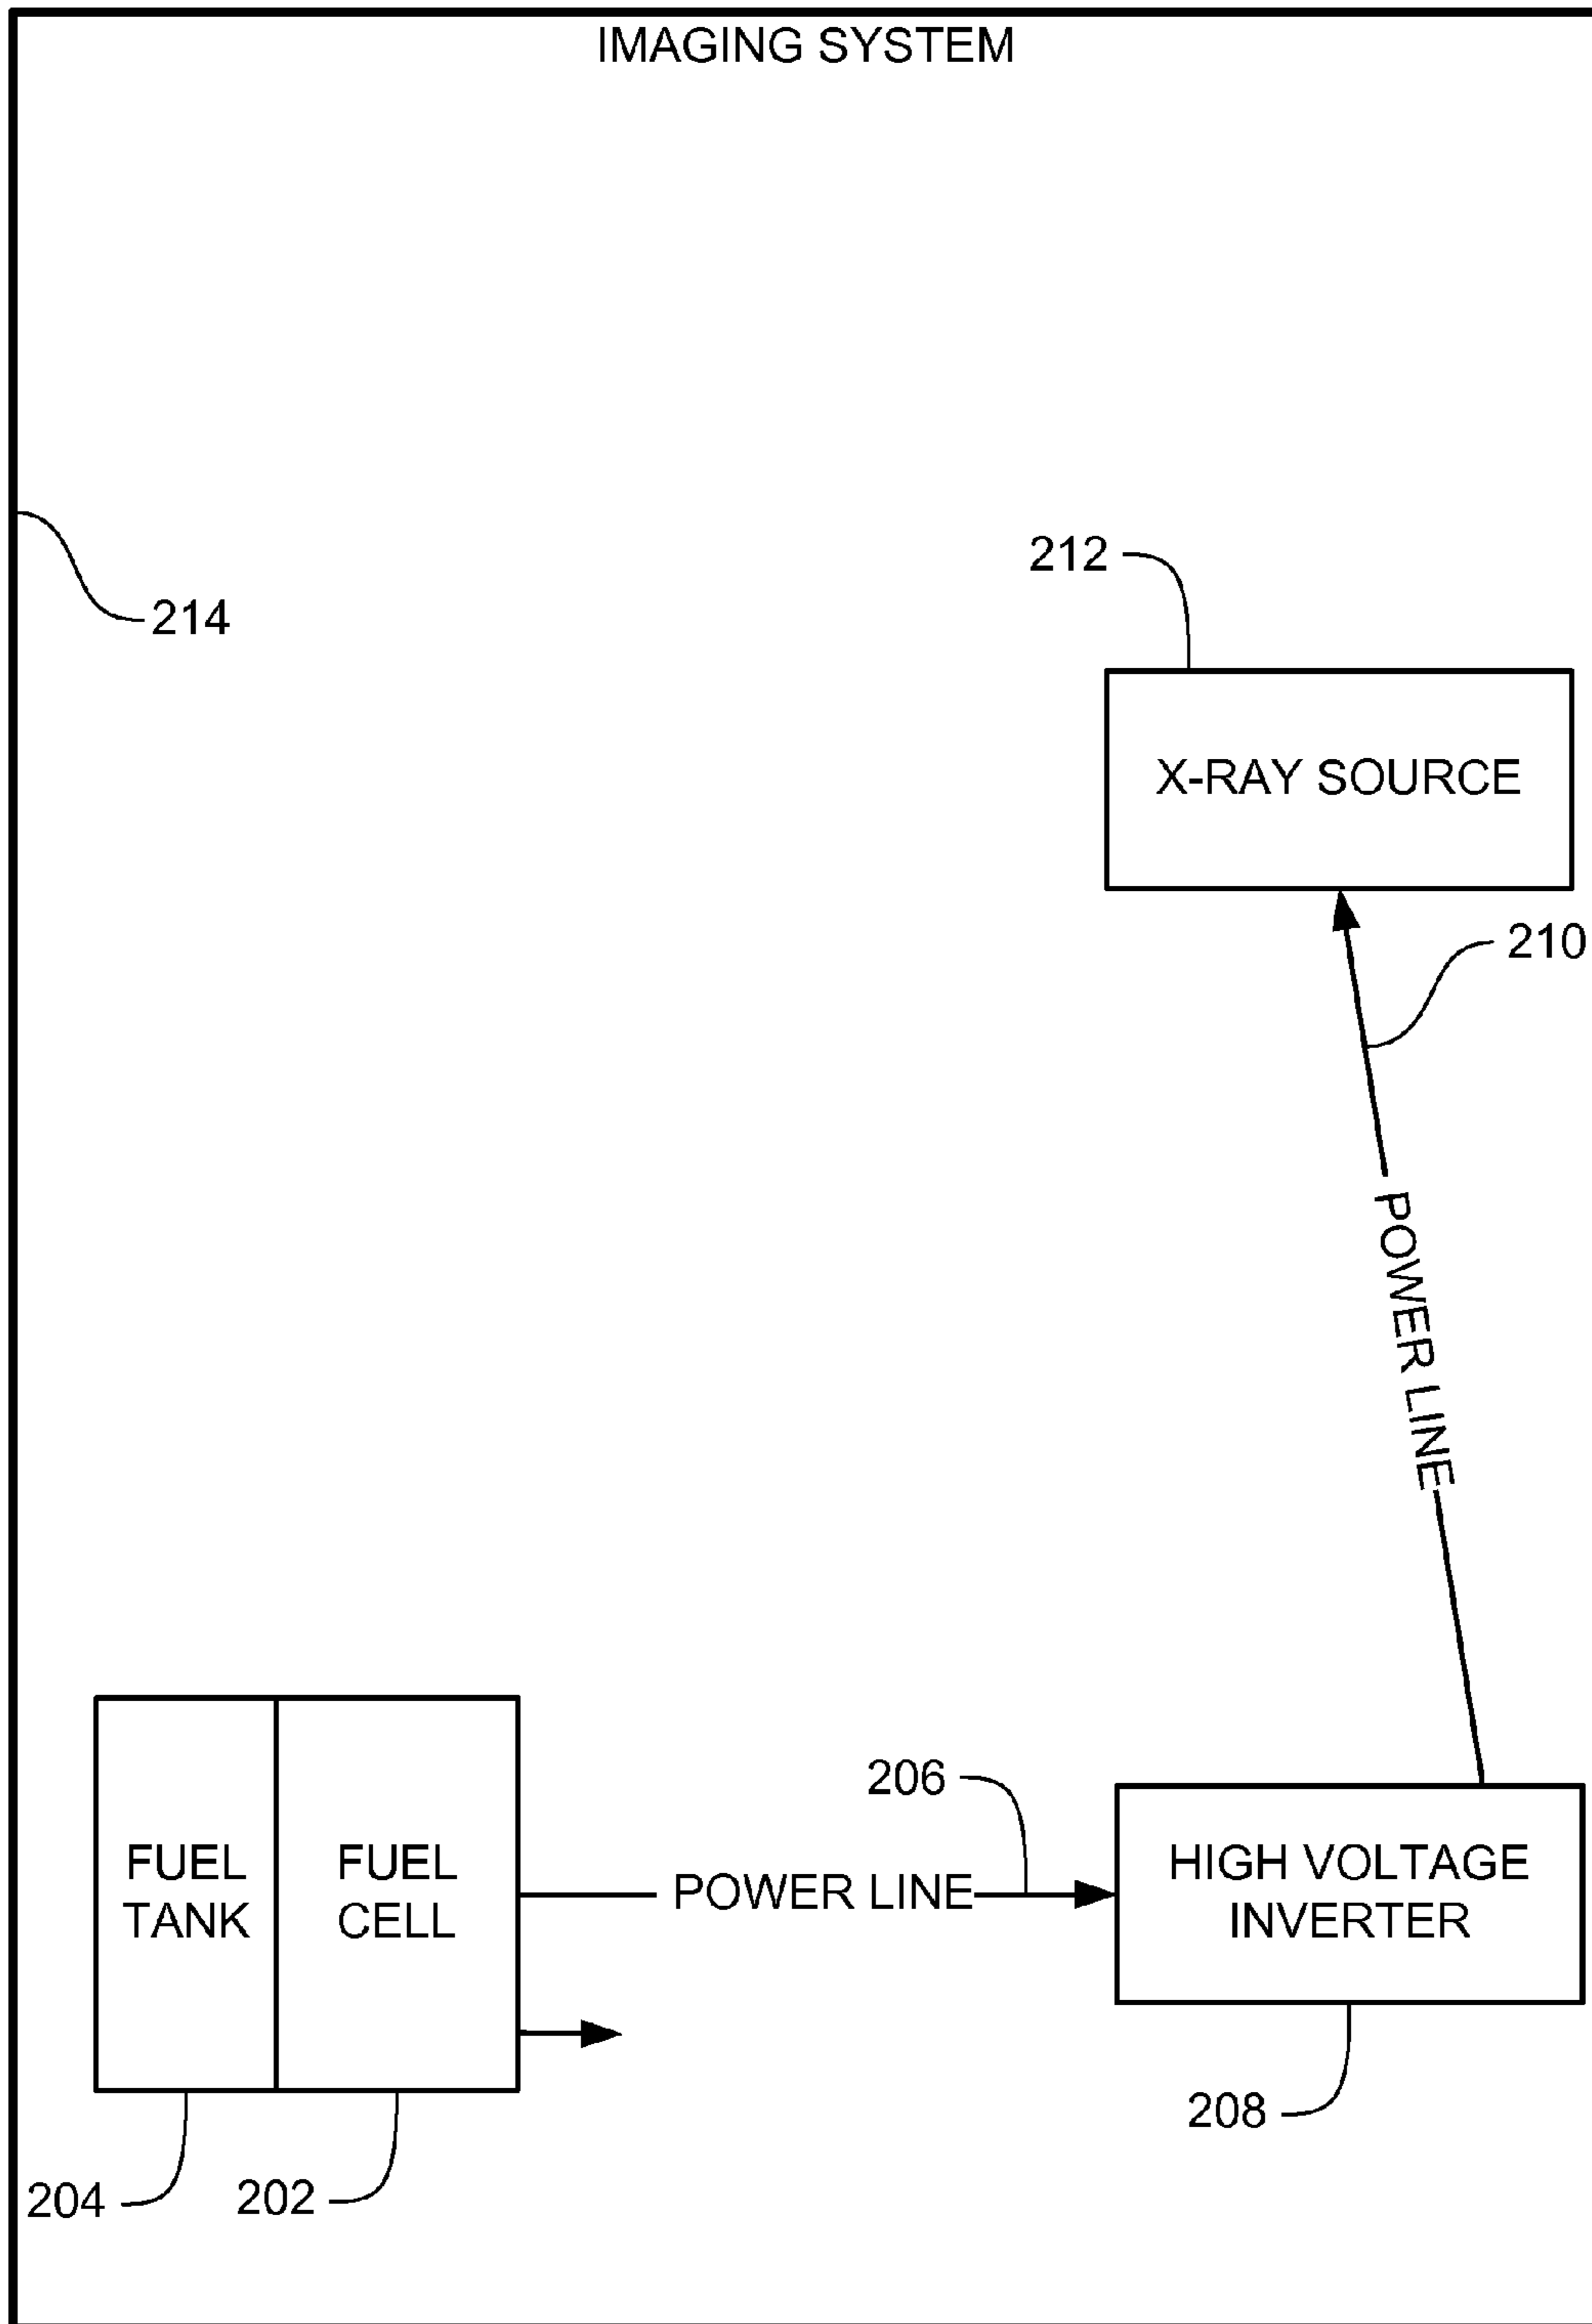 IMAGING SYSTEM
214
212
X-RAY SOURCE
210
POWER LINE
206
FUEL
TANK
FUEL
CELL
POWER LINE
HIGH VOLTAGE
INVERTER
208
204
202